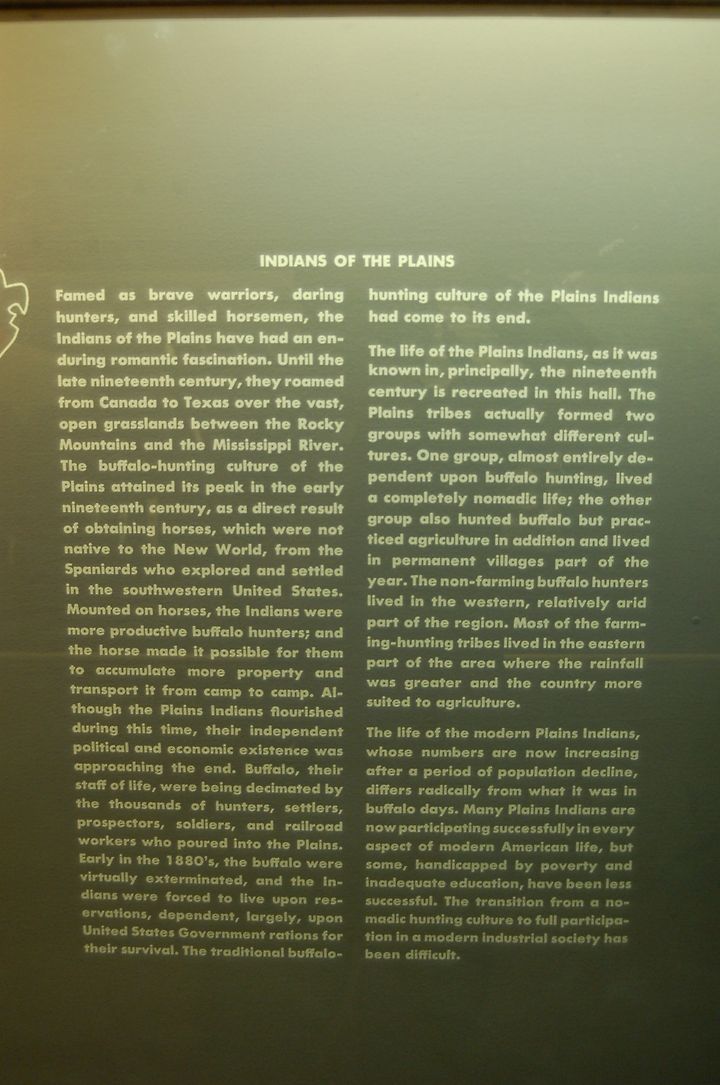 INDIANS OF THE PLAINS
Famed as brave warriors, daring
hunters, and skilled horsemen, the
Indians of the Plains have had an en-
during romantic fascination. Until the
late nineteenth century, they roamed
from Canada to Texas over the vast,
open grasslands between the Rocky
Mountains and the Mississippi River.
The buffalo-hunting culture of the
Plains attained its peak in the early
nineteenth century, as a direct result
of obtaining horses, which were not
native to the New World, from the
Spaniards who explored and settled
in the southwestern United States.
Mounted on horses, the Indians were
more productive buffalo hunters; and
the horse made it possible for them
to accumulate more property and
transport it from camp to camp. Al-
though the Plains Indians flourished
during this time, their independent
political and economic existence was
approaching the end. Buffalo, their
staff of life, were being decimated by
the thousands of hunters, settlers,
prospectors, soldiers, and railroad
workers who poured into the Plains.
Early in the 1880's, the buffalo were
virtually exterminated, and the In-
dians were forced to live upon res-
ervations, dependent, largely, upon
United States Government rations for
their survival. The traditional buffalo-
hunting culture of the Plains Indians
had come to its end.
The life of the Plains Indians, as it was
known in, principally, the nineteenth
century is recreated in this hall. The
Plains tribes actually formed two
groups with somewhat different cul-
tures. One group, almost entirely de-
pendent upon buffalo hunting, lived
a completely nomadic life; the other
group also hunted buffalo but prac-
ticed agriculture in addition and lived
in permanent villages part of the
year. The non-farming buffalo hunters
lived in the western, relatively arid
part of the region. Most of the farm-
ing-hunting tribes lived in the eastern
part of the area where the rainfall
was greater and the country more
suited to agriculture.
The life of the modern Plains Indians,
whose numbers are now increasing
after a period of population decline,
differs radically from what it was in
buffalo days. Many Plains Indians are
now participating successfully in every
aspect of modern American life, but
some, handicapped by poverty and
inadequate education, have been less
successful. The transition from a no-
madic hunting culture to full participa-
tion in a modern industrial society has
been difficult.